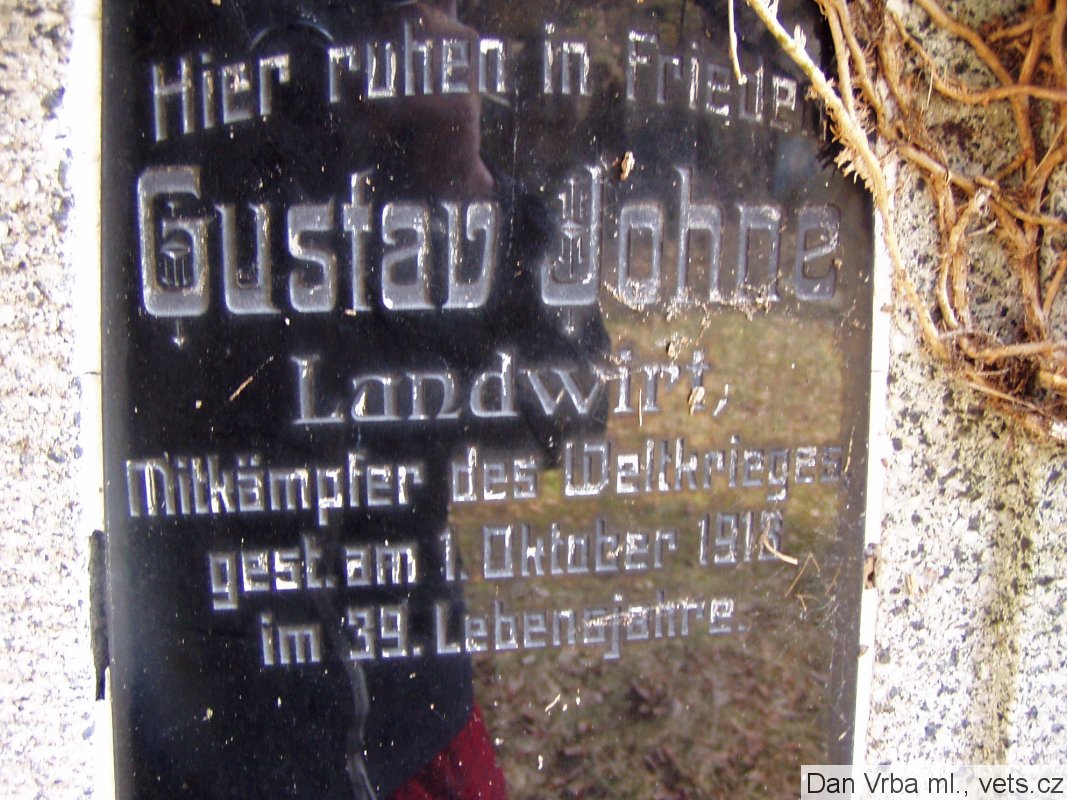 Hier ruhen in Frieden
Gustav Johne
Landwirt,
Mitkämpfer des Weltkrieges,
gest. am 1. Oktober
im 39. Lebensjahre.
Dan Vrba ml., vets.cz